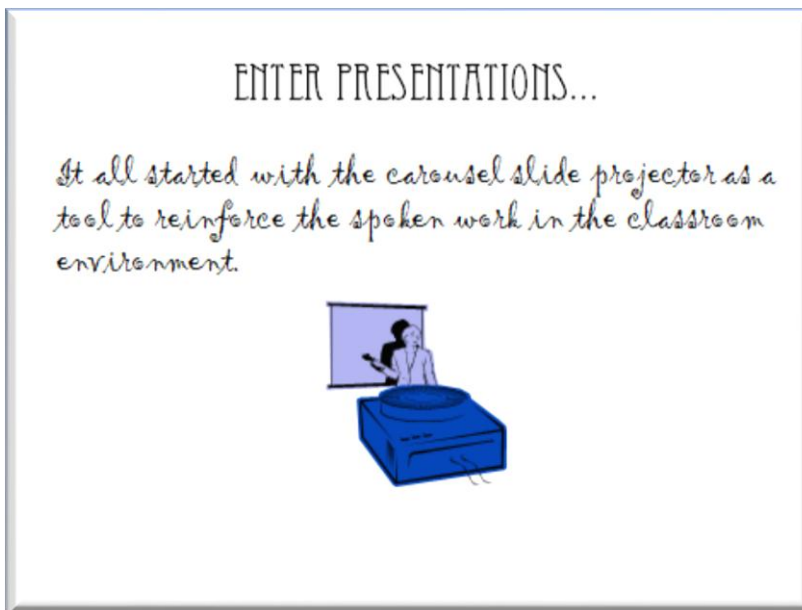 ENTER PRESENTATIONS...
It all started with the carousel slide projector as a
tool to reinforce the spoken work in the classroom
environment.